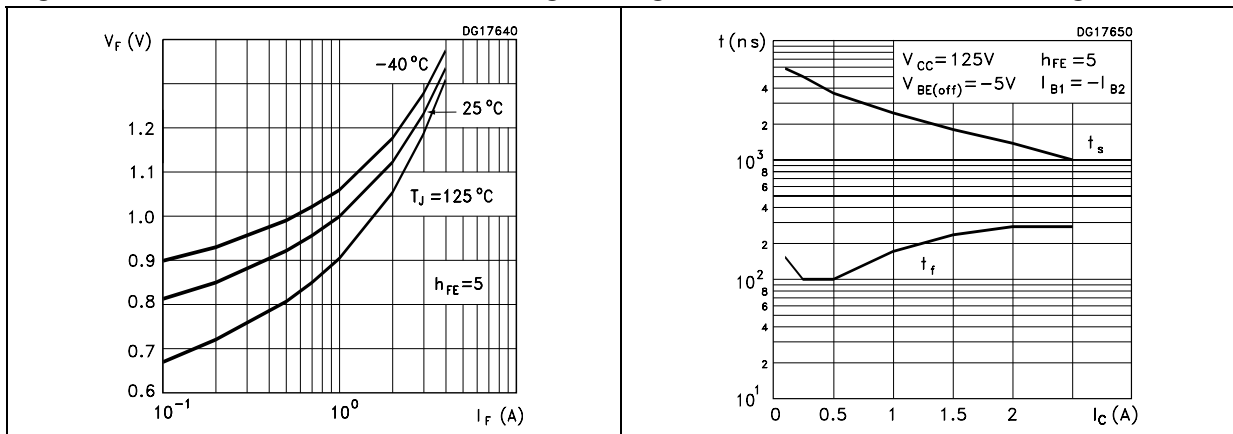 DG17640
V_F (V)
-40 °C
25 °C
1.2
1.1
T_J =125 °C
1.0
0.9
h_FE=5
0.8
0.7
0.6
10^-1
10^0
I_F (A)
DG17650
t(ns)
V_CC=125V h_FE=5
V_BE(off)=-5V I_B1=-I_B2
4
2
t_s
10^3
8
6
4
2
t_f
10^2
8
6
4
2
10^1
0 0.5 1 1.5 2 I_C (A)